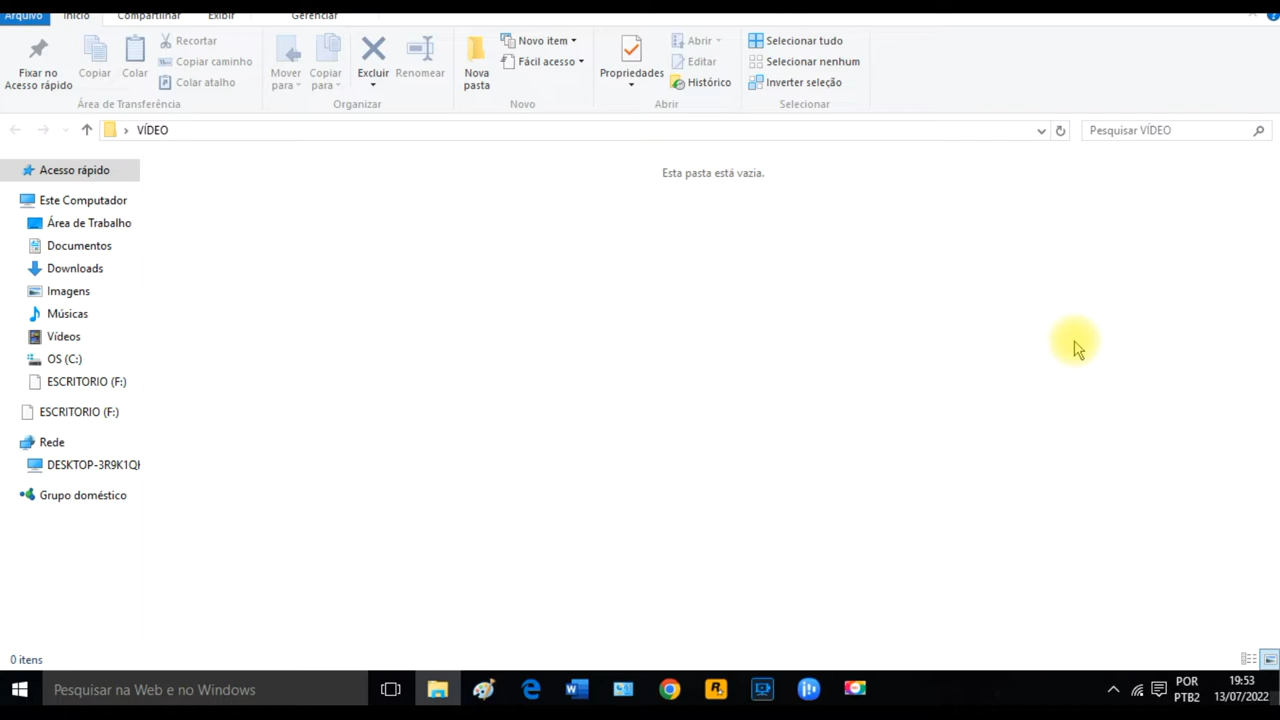 Arquivo Início Compartilhar Exibir Gerenciar
Fixar no Acesso rápido
Copiar
Colar
Recortar
Copiar caminho
Colar atalho
Área de Transferência
Mover para
Copiar para
Excluir
Renomear
Organizar
Nova pasta
Novo item
Fácil acesso
Novo
Propriedades
Abrir
Editar
Histórico
Abrir
Selecionar tudo
Selecionar nenhum
Inverter seleção
Selecionar
VÍDEO
Pesquisar VÍDEO
Esta pasta está vazia.
Acesso rápido
Este Computador
Área de Trabalho
Documentos
Downloads
Imagens
Músicas
Vídeos
OS (C:)
ESCRITORIO (F:)
ESCRITORIO (F:)
Rede
DESKTOP-3R9K1Q
Grupo doméstico
0 itens
Pesquisar na Web e no Windows
POR
PTB2
19:53
13/07/2022